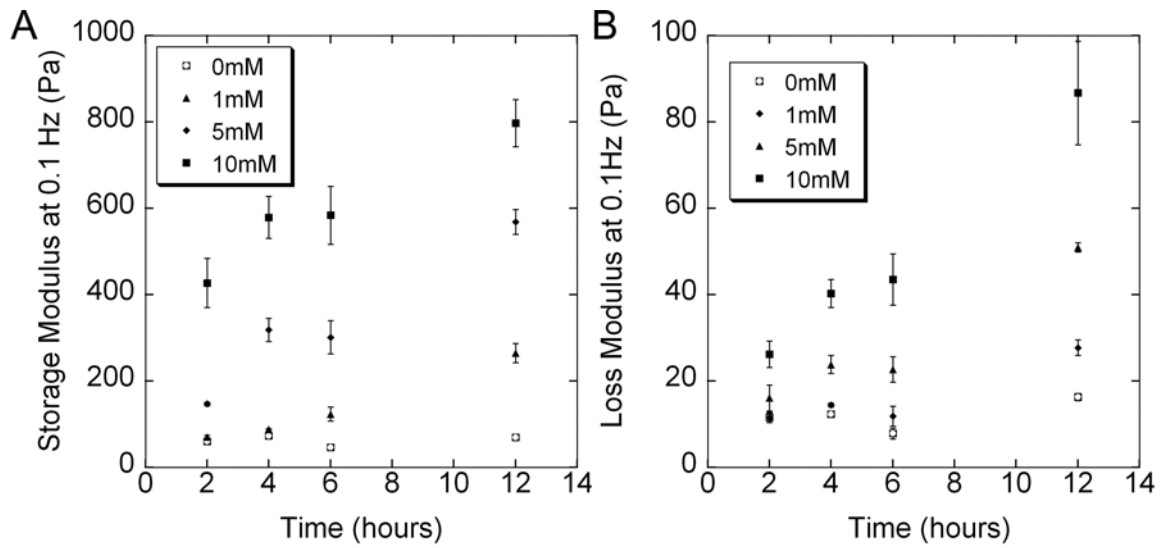 A
Storage Modulus at 0.1 Hz (Pa)
1000
800
600
400
200
0
0mM
1mM
5mM
10mM
0 2 4 6 8 10 12 14
Time (hours)
B
Loss Modulus at 0.1Hz (Pa)
100
80
60
40
20
0
0mM
1mM
5mM
10mM
0 2 4 6 8 10 12 14
Time (hours)